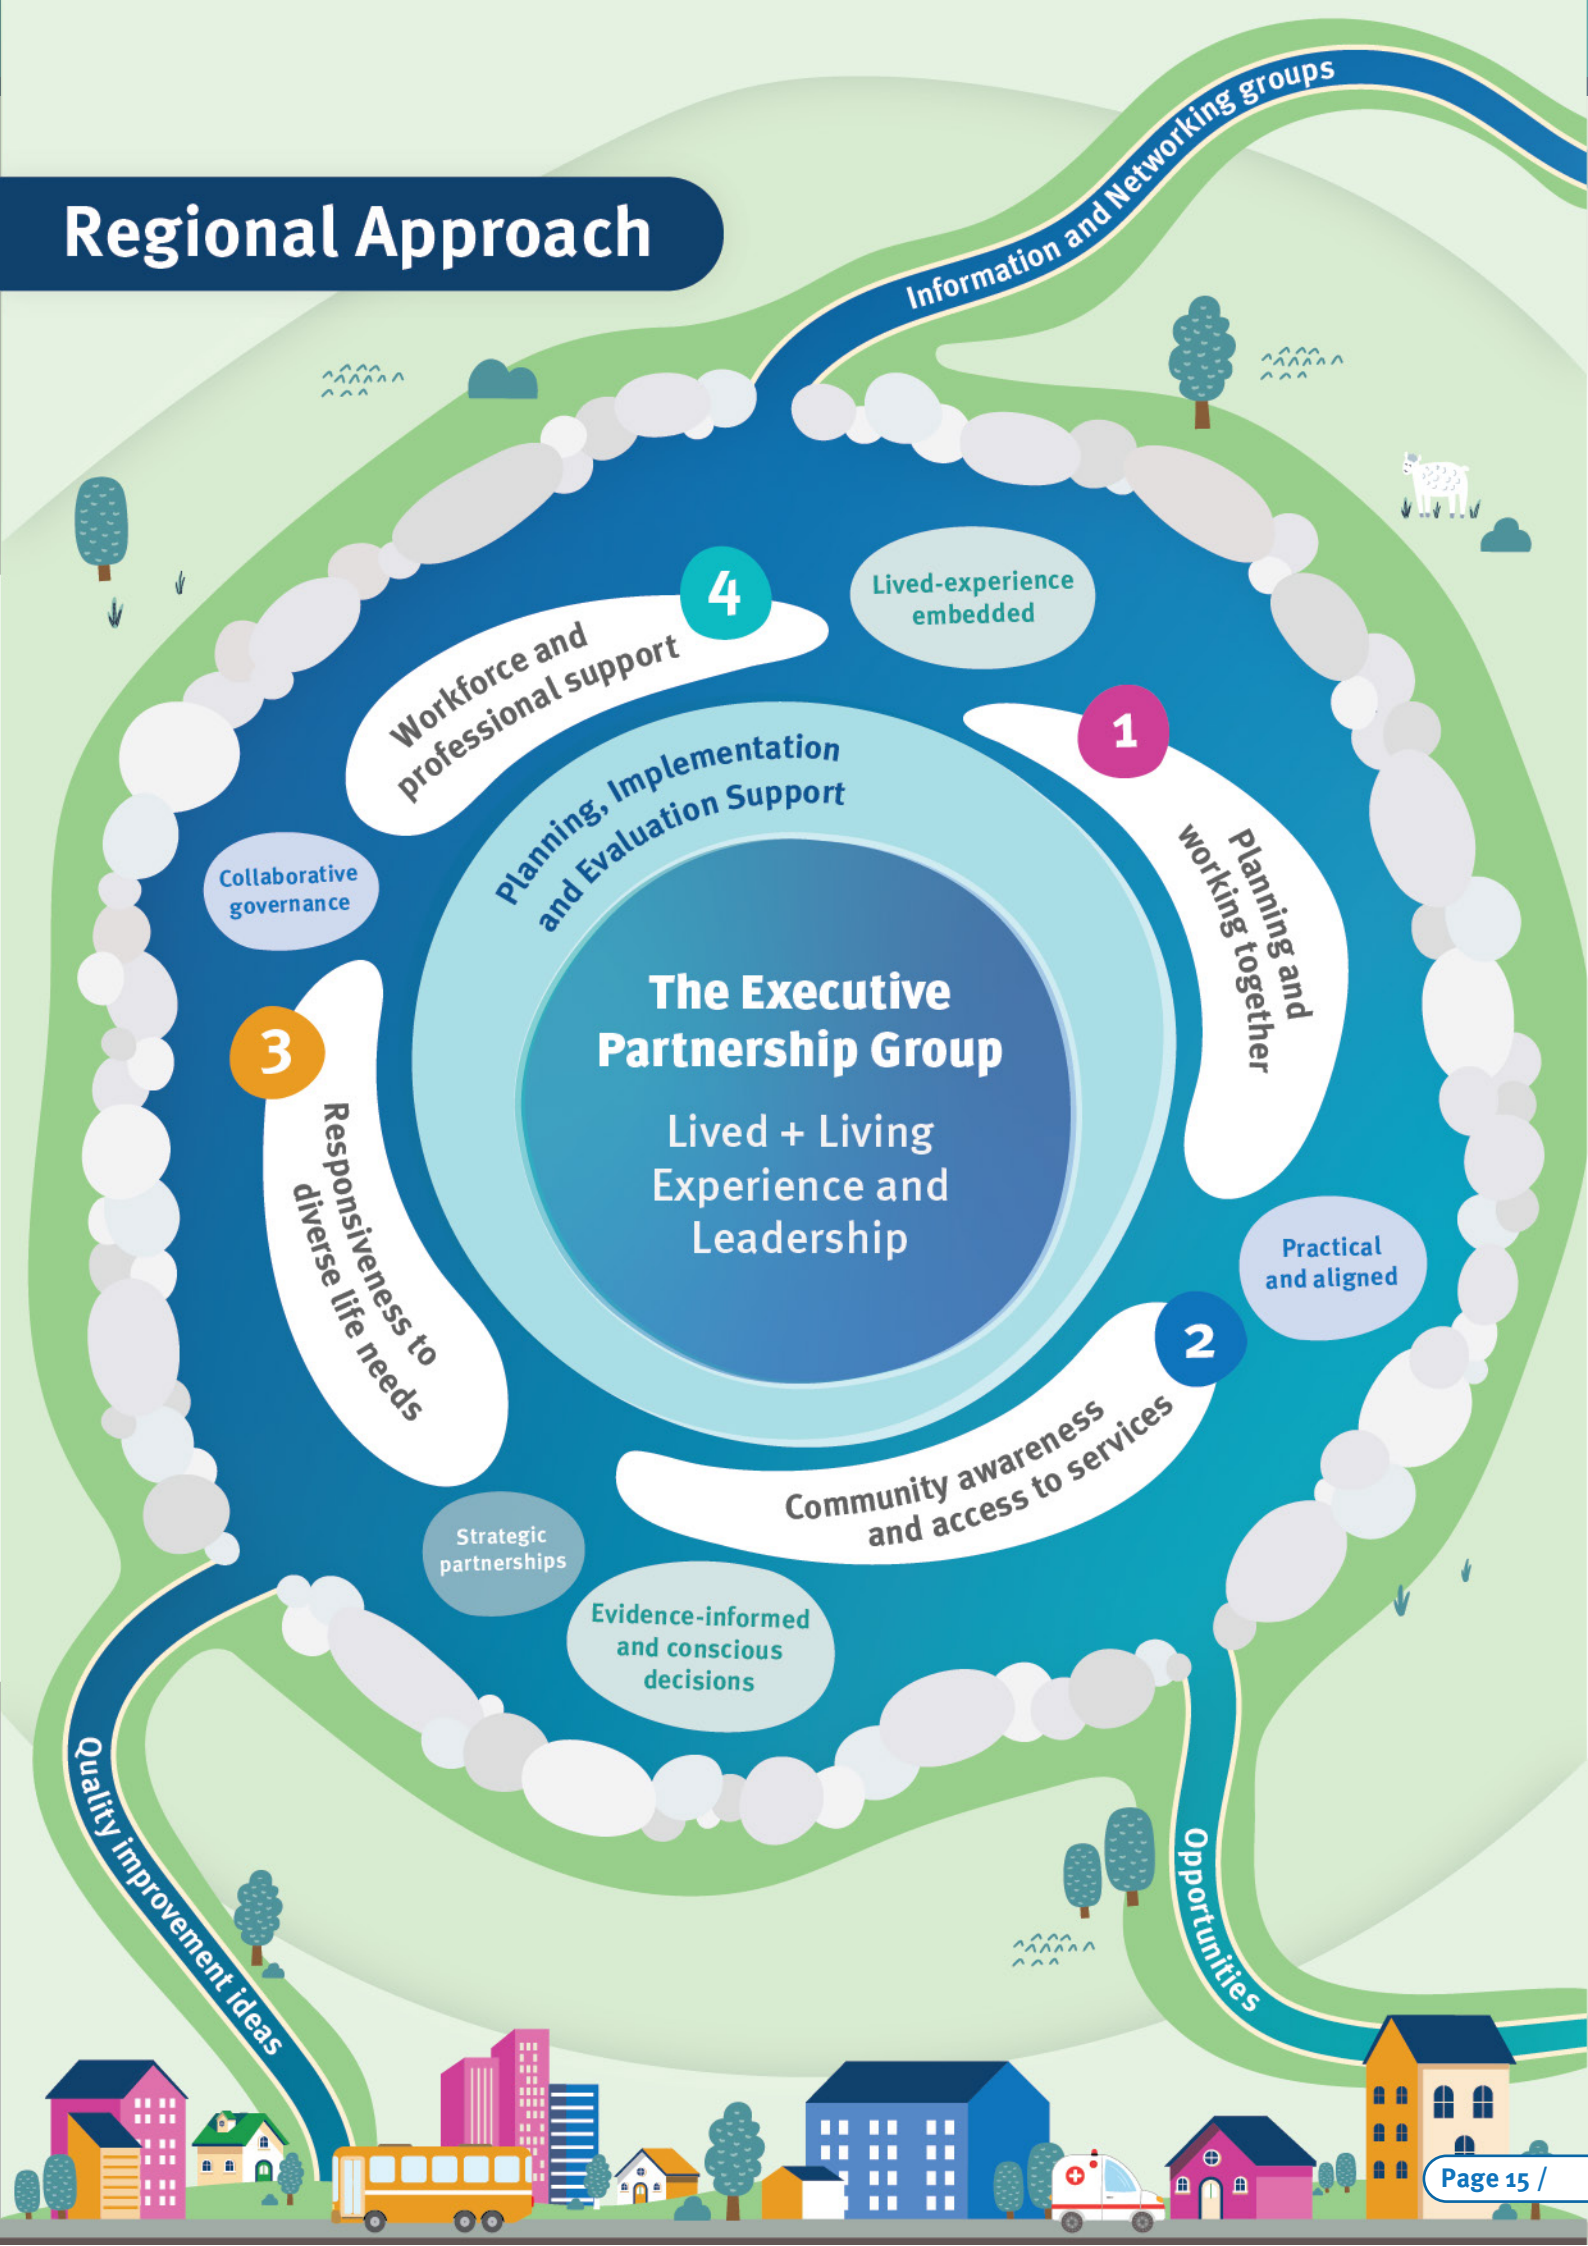 Regional Approach
Information and Networking groups
4
Workforce and
professional support
Lived-experience
embedded
1
Planning and
working together
Planning, Implementation
and Evaluation Support
Collaborative
governance
The Executive
Partnership Group
Lived + Living
Experience and
Leadership
3
Responsiveness to
diverse life needs
Practical
and aligned
2
Community awareness
and access to services
Strategic
partnerships
Evidence-informed
and conscious
decisions
Quality improvement ideas
Opportunities
Page 15 /